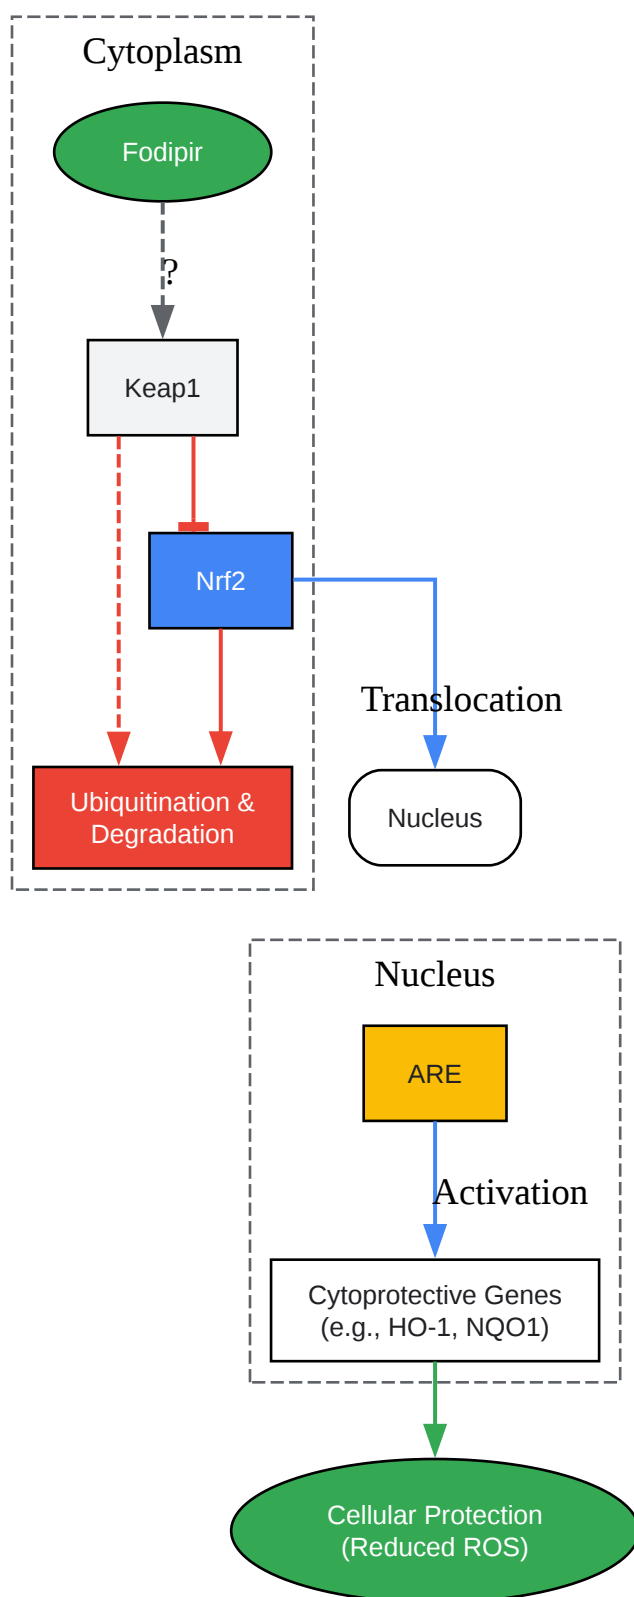 Cytoplasm
Fodipir
?
Keap1
Nrf2
Translocation
Ubiquitination &
Degradation
Nucleus
Nucleus
ARE
Activation
Cytoprotective Genes
(e.g., HO-1, NQO1)
Cellular Protection
(Reduced ROS)